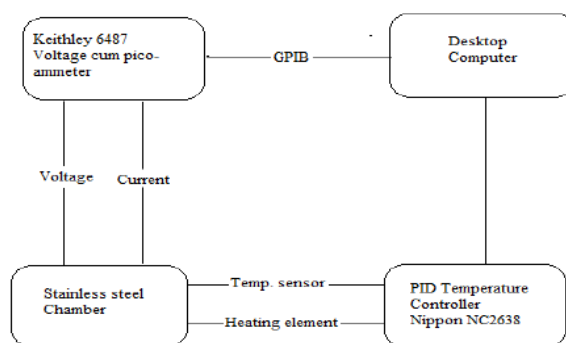 Keithley 6487
Voltage cum pico-
ammeter
GPIB
Desktop
Computer
Voltage
Current
Stainless steel
Chamber
Temp. sensor
Heating element
PID Temperature
Controller
Nippon NC2638